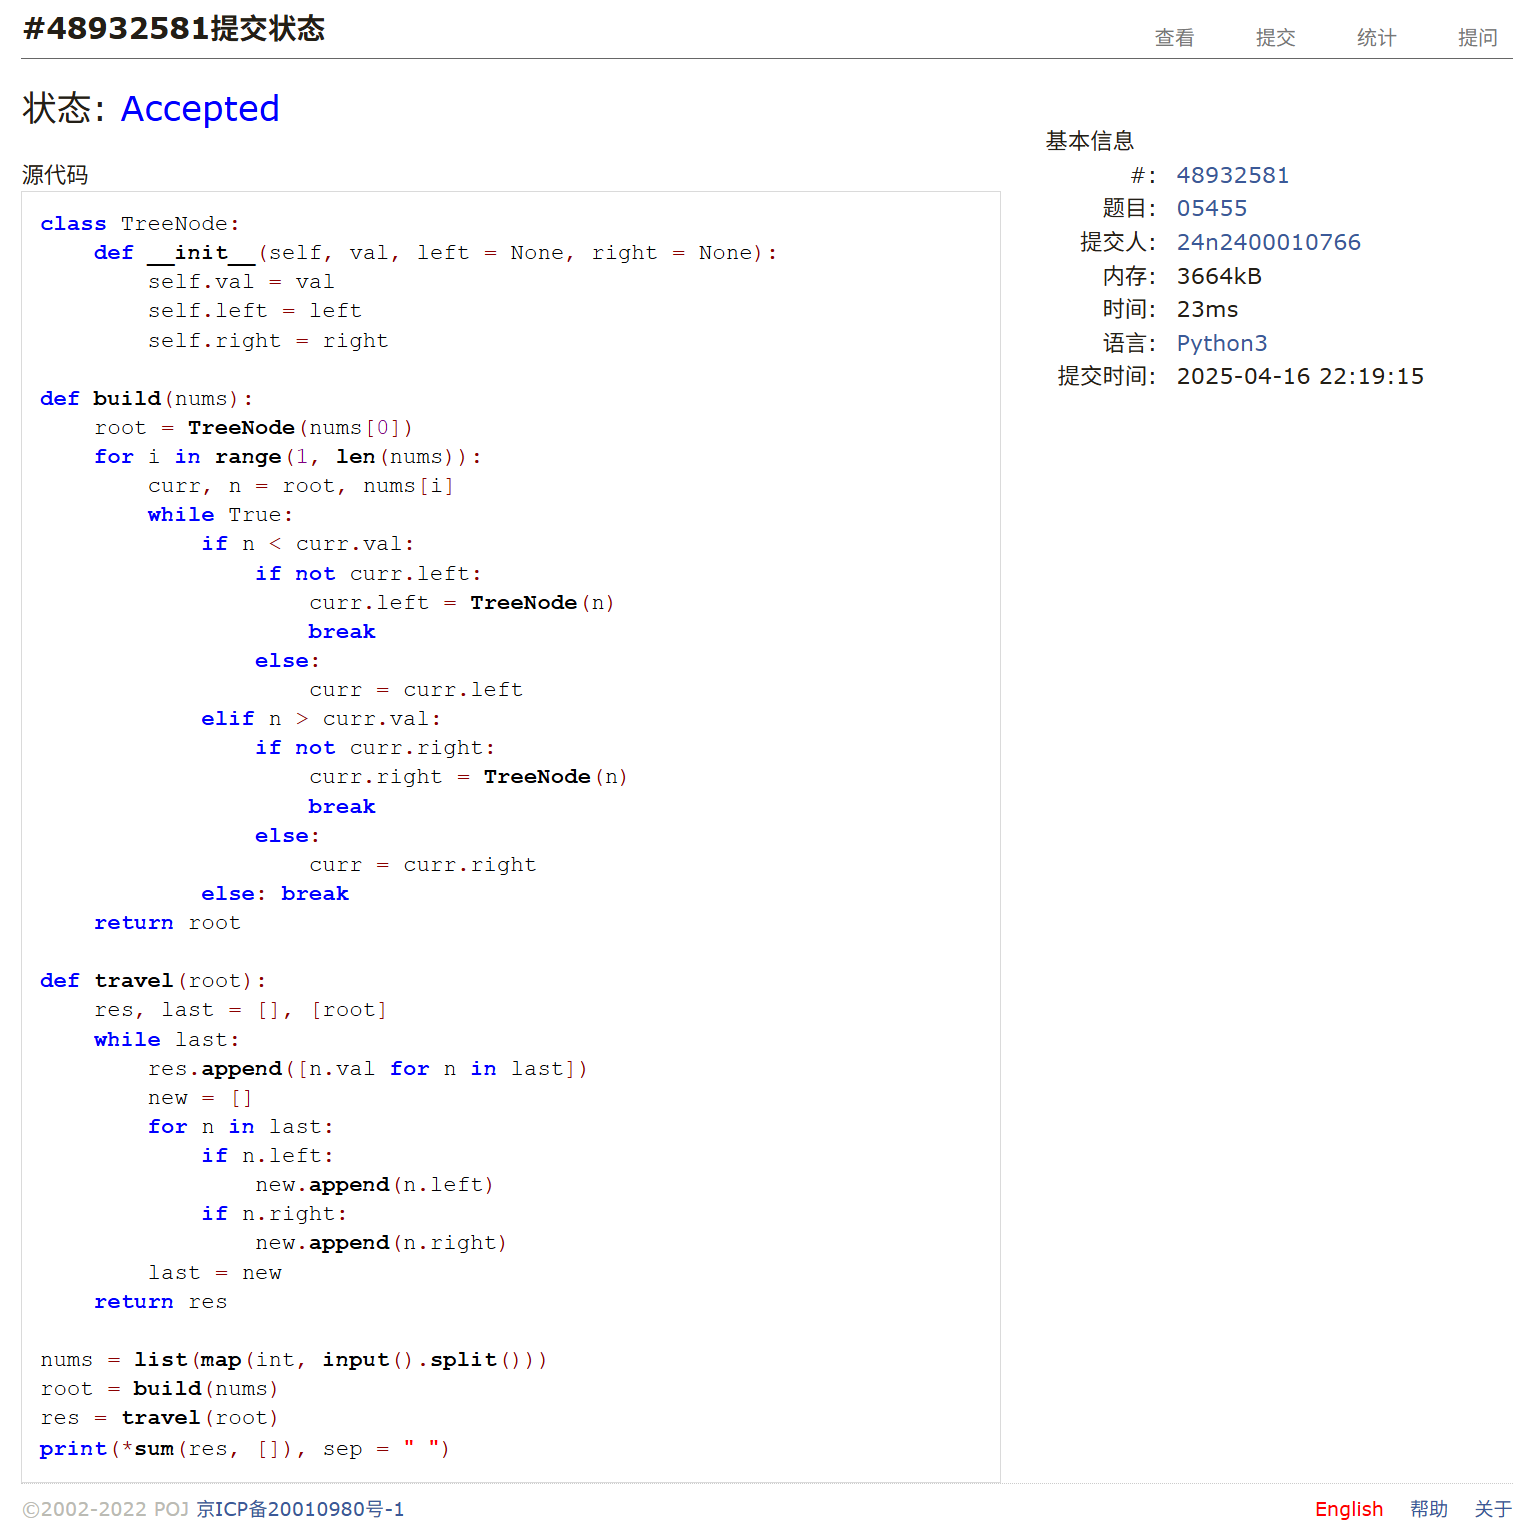 #48932581提交状态
查看 提交 统计 提问
状态: Accepted
源代码
class TreeNode:
    def __init__(self, val, left = None, right = None):
        self.val = val
        self.left = left
        self.right = right

def build(nums):
    root = TreeNode(nums[0])
    for i in range(1, len(nums)):
        curr, n = root, nums[i]
        while True:
            if n < curr.val:
                if not curr.left:
                    curr.left = TreeNode(n)
                    break
                else:
                    curr = curr.left
            elif n > curr.val:
                if not curr.right:
                    curr.right = TreeNode(n)
                    break
                else:
                    curr = curr.right
            else: break
    return root

def travel(root):
    res, last = [], [root]
    while last:
        res.append([n.val for n in last])
        new = []
        for n in last:
            if n.left:
                new.append(n.left)
            if n.right:
                new.append(n.right)
        last = new
    return res

nums = list(map(int, input().split()))
root = build(nums)
res = travel(root)
print(*sum(res, []), sep = " ")
基本信息
#: 48932581
题目: 05455
提交人: 24n2400010766
内存: 3664kB
时间: 23ms
语言: Python3
提交时间: 2025-04-16 22:19:15
©2002-2022 POJ 京ICP备20010980号-1
English 帮助 关于